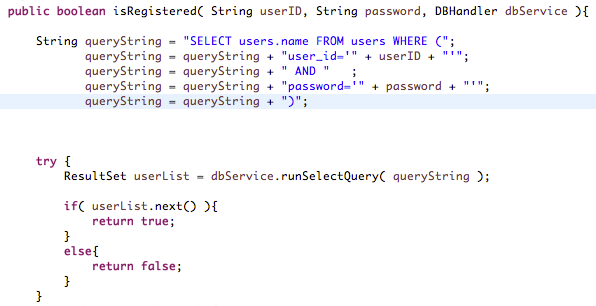 public boolean isRegistered( String userID, String password, DBHandler dbService ){
String queryString = "SELECT users.name FROM users WHERE (";
queryString = queryString + "user_id='" + userID + "'";
queryString = queryString + " AND "   ;
queryString = queryString + "password='" + password + "'";
queryString = queryString + ")";
try {
ResultSet userList = dbService.runSelectQuery( queryString );
if( userList.next() ){
return true;
}
else{
return false;
}
}